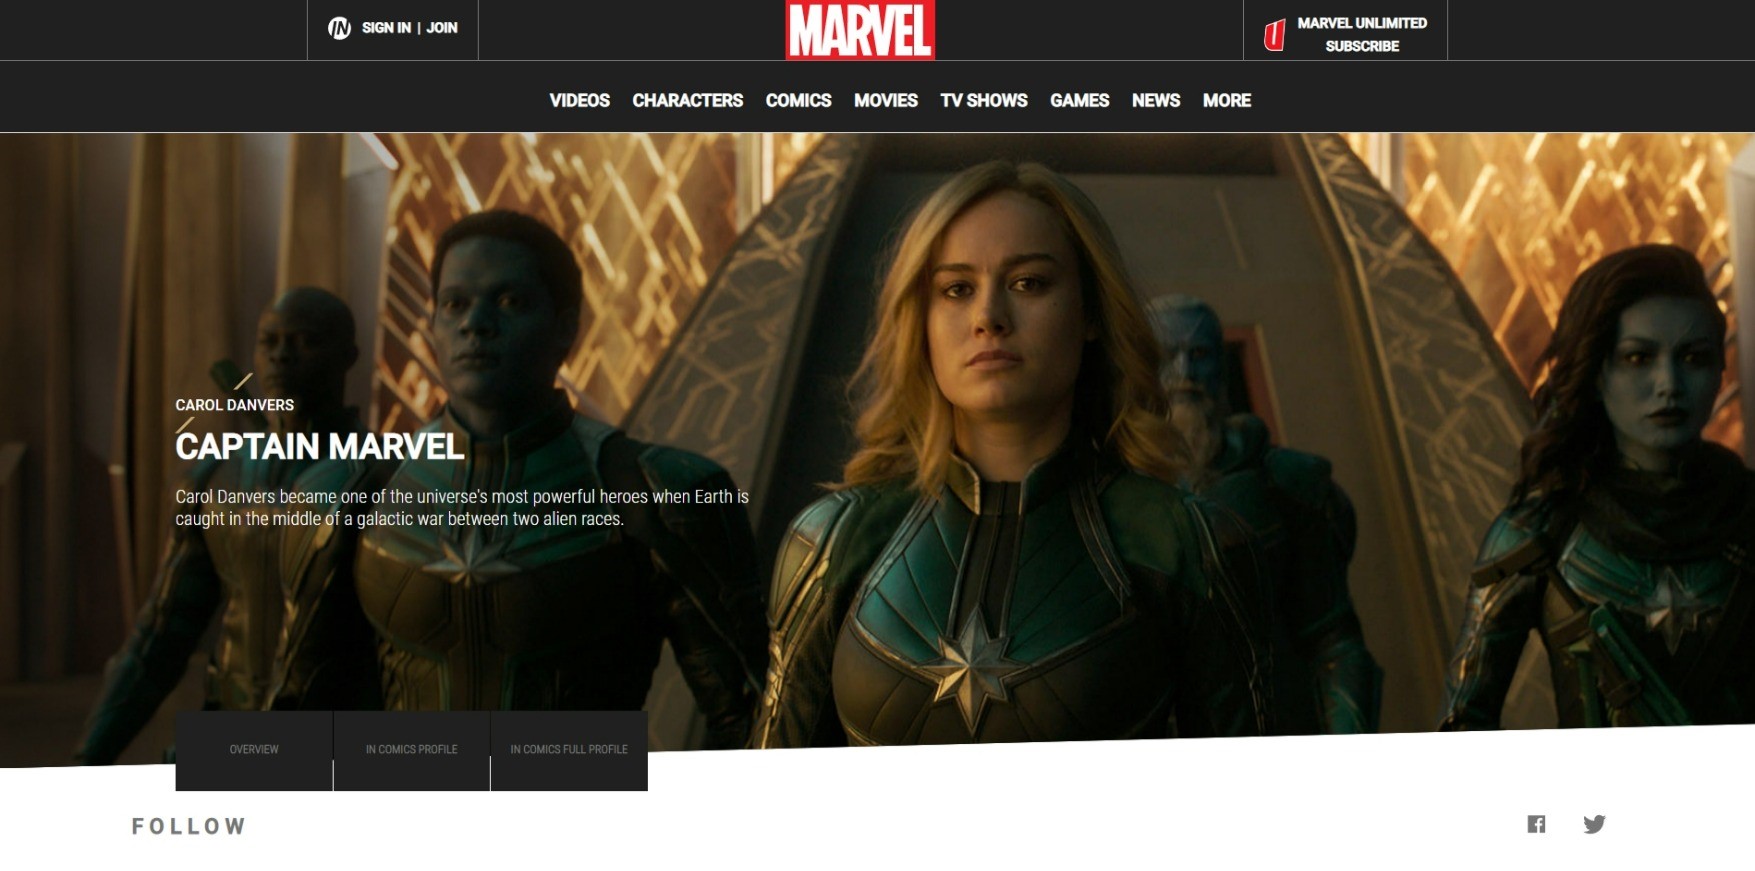 IN SIGN IN | JOIN
MARVEL
MARVEL UNLIMITED
SUBSCRIBE
VIDEOS CHARACTERS COMICS MOVIES TV SHOWS GAMES NEWS MORE
CAROL DANVERS
CAPTAIN MARVEL
Carol Danvers became one of the universe's most powerful heroes when Earth is
caught in the middle of a galactic war between two alien races.
OVERVIEW IN COMICS PROFILE IN COMICS FULL PROFILE
FOLLOW